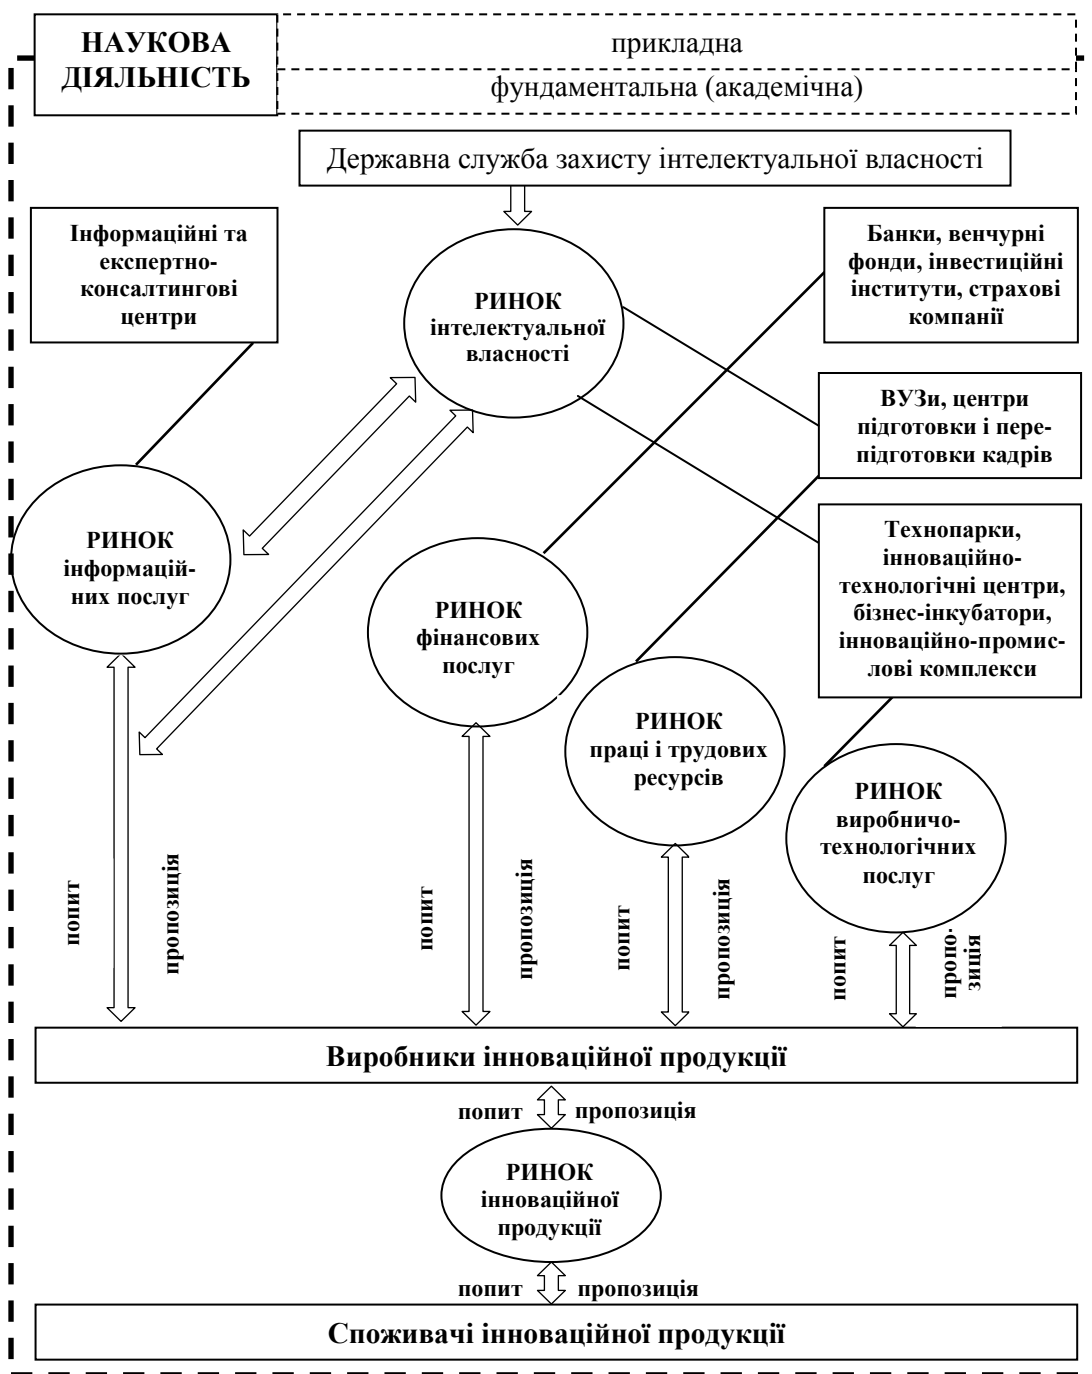 НАУКОВА
ДІЯЛЬНІСТЬ
прикладна
фундаментальна (академічна)
Державна служба захисту інтелектуальної власності
Інформаційні та
експертно-
консалтингові
центри
РИНОК
інтелектуальної
власності
Банки, венчурні
фонди, інвестиційні
інститути, страхові
компанії
ВУЗи, центри
підготовки і пере-
підготовки кадрів
Технопарки,
інноваційно-
технологічні центри,
бізнес-інкубатори,
інноваційно-промис-
лові комплекси
РИНОК
інформацій-
них послуг
РИНОК
фінансових
послуг
РИНОК
праці і трудових
ресурсів
РИНОК
виробничо-
технологічних
послуг
попит
пропозиція
попит
пропозиція
попит
пропозиція
попит
пропо-
зиція
Виробники інноваційної продукції
попит пропозиція
РИНОК
інноваційної
продукції
попит пропозиція
Споживачі інноваційної продукції